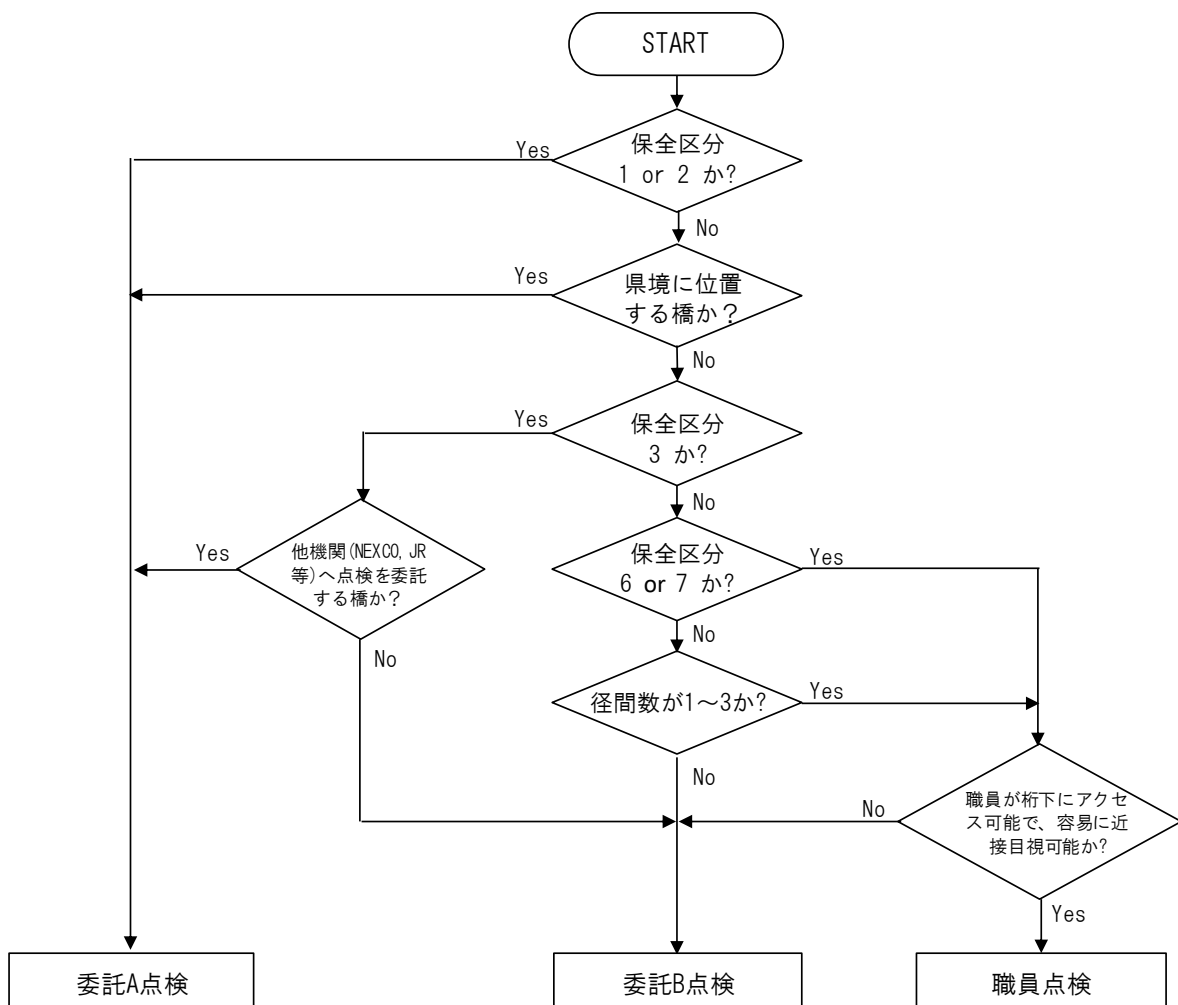 START
保全区分
1 or 2 か?
Yes
No
県境に位置
する橋か？
Yes
No
保全区分
3 か?
Yes
No
他機関(NEXCO, JR
等)へ点検を委託
する橋か？
Yes
No
保全区分
6 or 7 か?
Yes
No
径間数が1～3か?
Yes
No
職員が桁下にアクセ
ス可能で、容易に近
接目視可能か?
No
Yes
委託A点検
委託B点検
職員点検